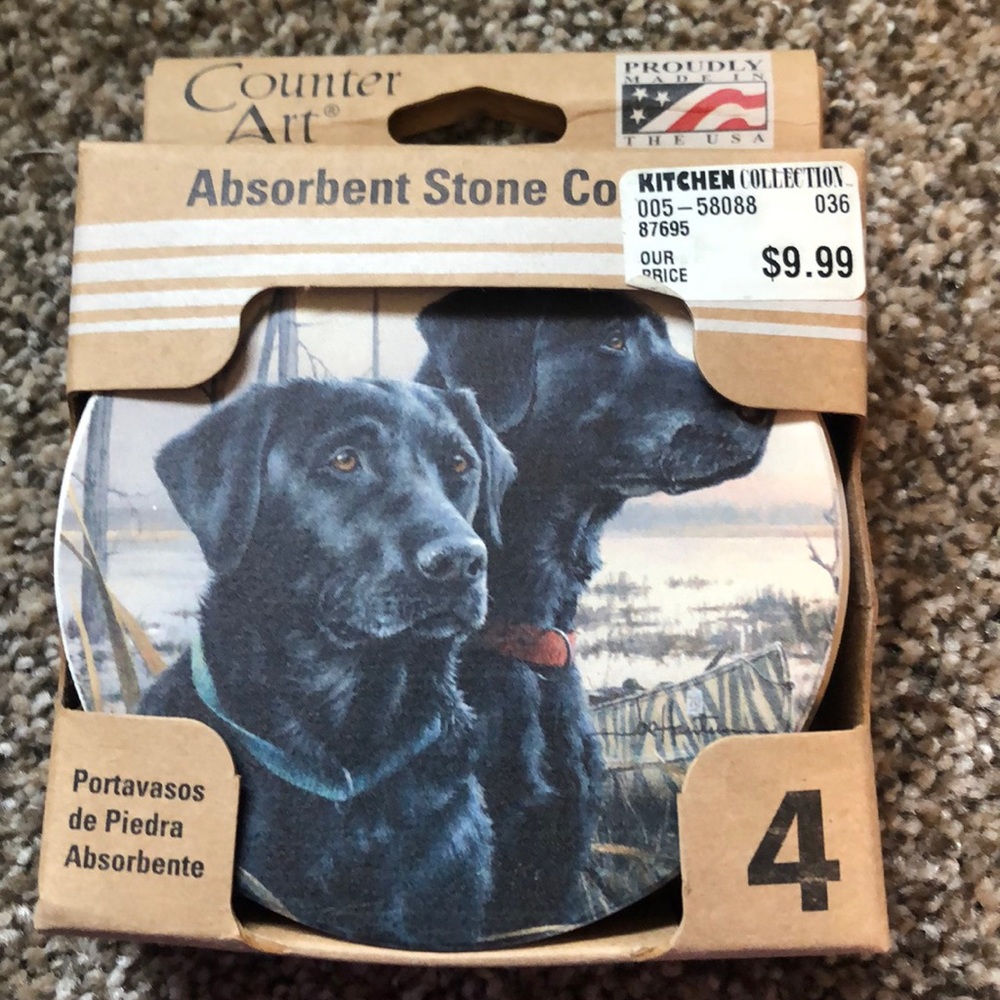 Counter
Art®
PROUDLY
MADE IN
THE USA
Absorbent Stone Co
KITCHEN COLLECTION
005-58088 036
87695
OUR
PRICE
$9.99
Portavasos
de Piedra
Absorbente
4